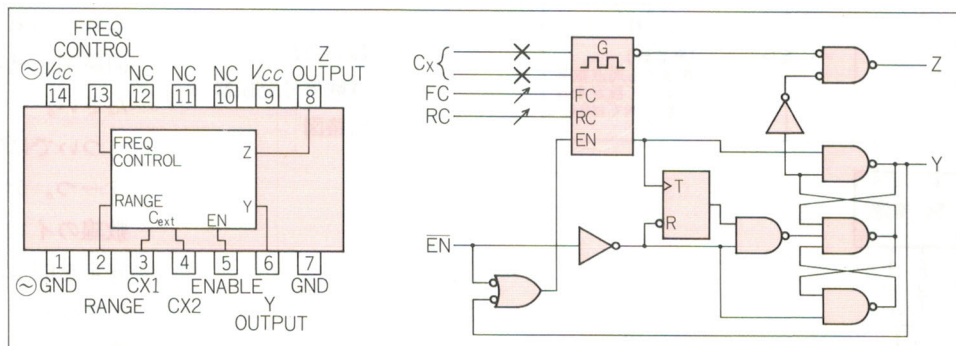 FREQ
CONTROL
Z
VCC NC NC NC VCC OUTPUT
14 13 12 11 10 9 8
FREQ
CONTROL
Z
RANGE
Y
Cext EN
1 2 3 4 5 6 7
GND CX1 ENABLE GND
RANGE CX2 Y
OUTPUT
G
CX
FC
FC
RC
RC
EN
Z
T
R
Y
EN